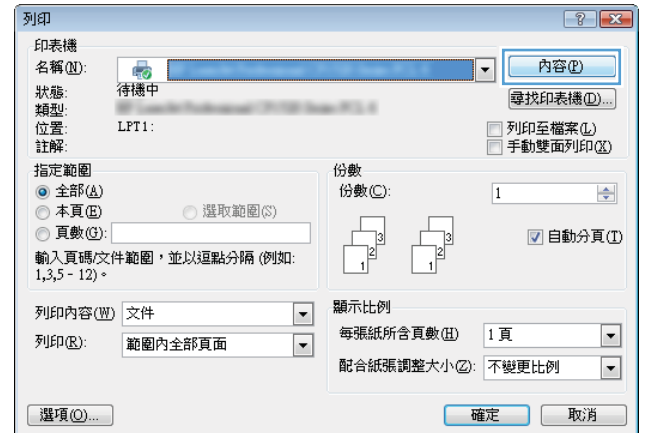 列印
印表機
名稱(N):
內容(P)
狀態: 待機中
尋找印表機(D)...
類型:
位置: LPT1:
列印至檔案(L)
註解:
手動雙面列印(X)
指定範圍
全部(A)
本頁(E) 選取範圍(S)
頁數(G):
輸入頁碼/文件範圍,並以逗點分隔 (例如:
1,3,5 - 12)。
份數
份數(C): 1
3 3
2 2
1 1
自動分頁(T)
列印內容(W) 文件
列印(R): 範圍內全部頁面
顯示比例
每張紙所含頁數(H) 1 頁
配合紙張調整大小(Z): 不變更比例
選項(O)...
確定
取消